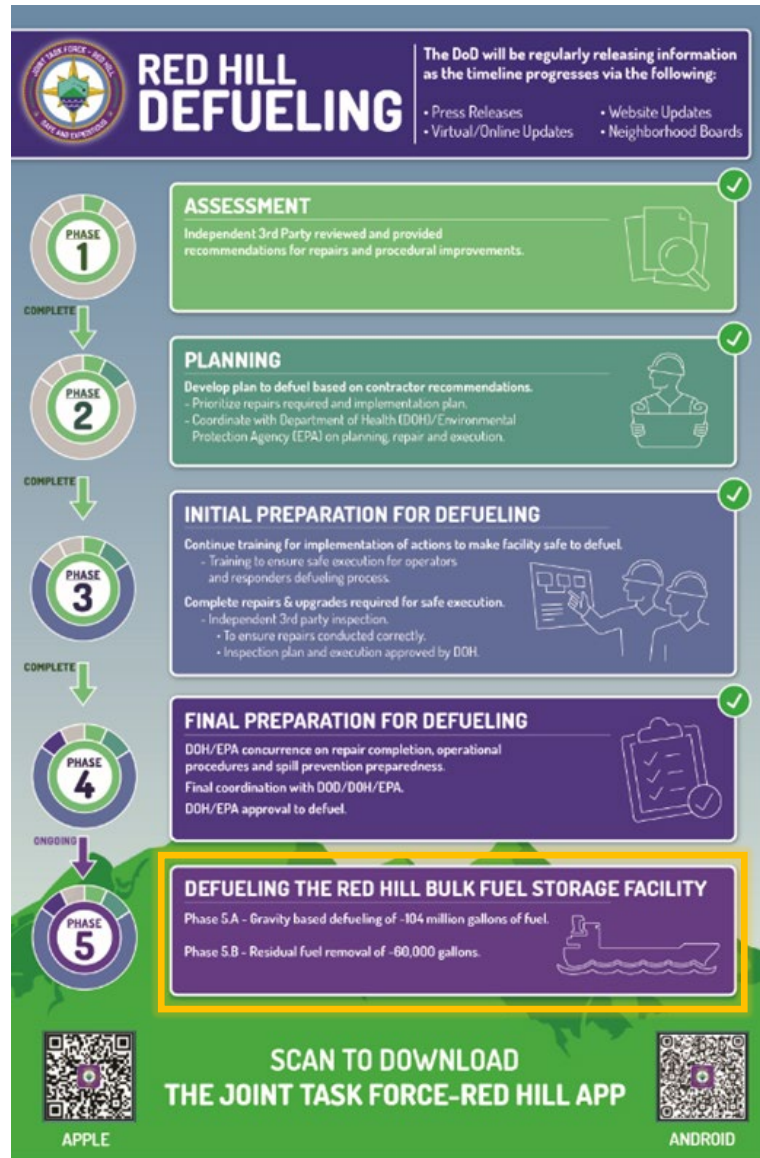 JOINT TASK FORCE - RED HILL
SAFE AND EXPEDITIOUS
RED HILL
DEFUELING
The DoD will be regularly releasing information
as the timeline progresses via the following:
• Press Releases
• Virtual/Online Updates
• Website Updates
• Neighborhood Boards
PHASE
1
ASSESSMENT
Independent 3rd Party reviewed and provided
recommendations for repairs and procedural improvements.
COMPLETE
PHASE
2
PLANNING
Develop plan to defuel based on contractor recommendations.
- Prioritize repairs required and implementation plan.
- Coordinate with Department of Health (DOH)/Environmental
Protection Agency (EPA) on planning, repair and execution.
COMPLETE
PHASE
3
INITIAL PREPARATION FOR DEFUELING
Continue training for implementation of actions to make facility safe to defuel.
- Training to ensure safe execution for operators
and responders defueling process.
Complete repairs & upgrades required for safe execution.
- Independent 3rd party inspection.
• To ensure repairs conducted correctly.
• Inspection plan and execution approved by DOH.
COMPLETE
PHASE
4
FINAL PREPARATION FOR DEFUELING
DOH/EPA concurrence on repair completion, operational
procedures and spill prevention preparedness.
Final coordination with DOD/DOH/EPA.
DOH/EPA approval to defuel.
ONGOING
PHASE
5
DEFUELING THE RED HILL BULK FUEL STORAGE FACILITY
Phase 5.A - Gravity based defueling of ~104 million gallons of fuel.
Phase 5.B - Residual fuel removal of ~60,000 gallons.
SCAN TO DOWNLOAD
THE JOINT TASK FORCE-RED HILL APP
APPLE
ANDROID